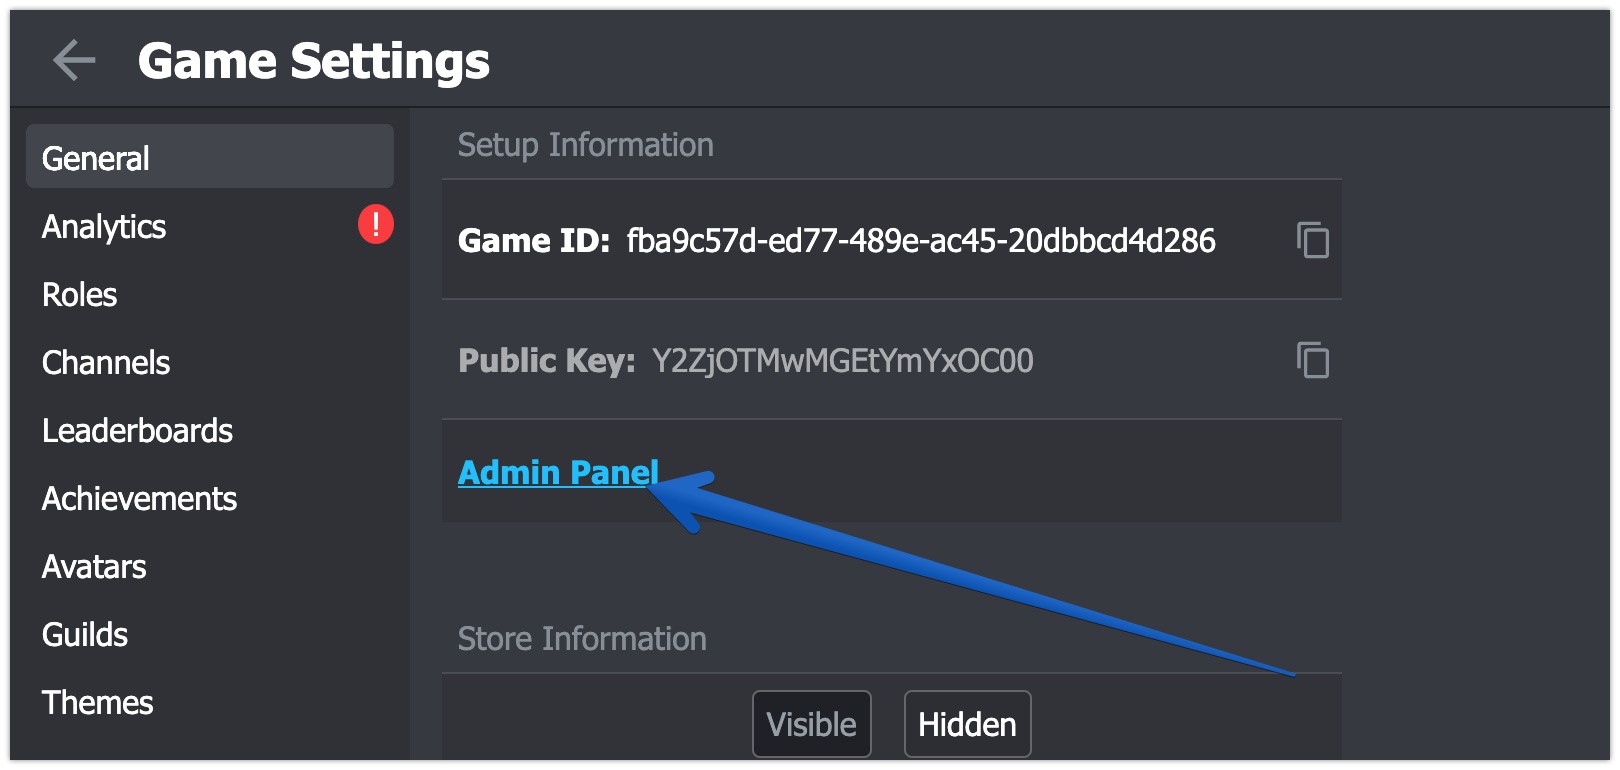 Game Settings
General
Analytics
!
Roles
Channels
Leaderboards
Achievements
Avatars
Guilds
Themes
Setup Information
Game ID: fba9c57d-ed77-489e-ac45-20dbbcd4d286
Public Key: Y2ZjOTMwMGEtYmYxOC00
Admin Panel
Store Information
Visible
Hidden